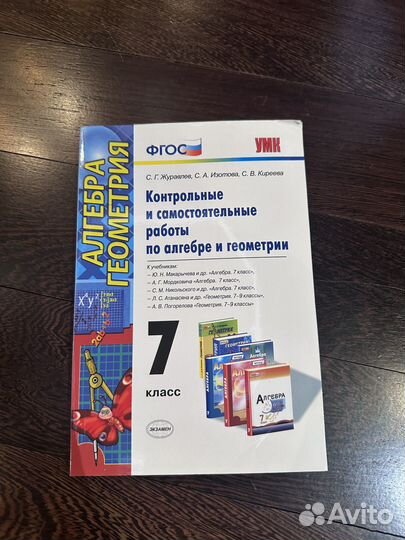 ФГОС
УМК
С. Г. Журавлев, С. А. Изотова, С. В. Киреева
Контрольные
и самостоятельные
работы
по алгебре и геометрии
К учебникам:
– Ю. Н. Макарычева и др. «Алгебра. 7 класс»,
– А. Г. Мордковича «Алгебра. 7 класс»,
– С. М. Никольского и др. «Алгебра. 7 класс»,
– Л. С. Атанасяна и др. «Геометрия. 7–9 классы»,
– А. В. Погорелова «Геометрия. 7–9 классы»
7
класс
АЛГЕБРА
ГЕОМЕТРИЯ
ЭКЗАМЕН
АЛГЕБРА
7
Avito